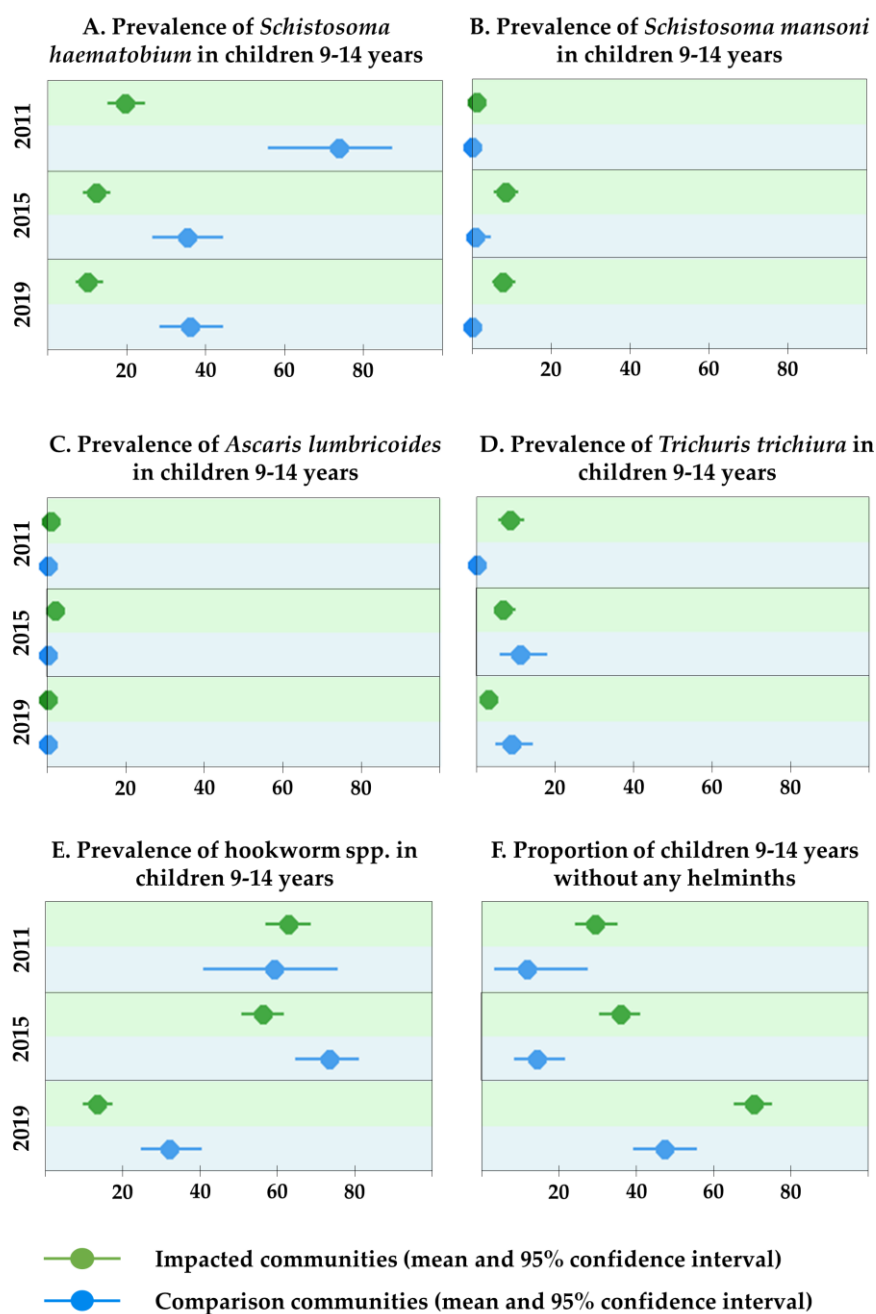 A. Prevalence of Schistosoma
haematobium in children 9-14 years
B. Prevalence of Schistosoma mansoni
in children 9-14 years
2011
2015
2019
20 40 60 80
20 40 60 80
C. Prevalence of Ascaris lumbricoides
in children 9-14 years
D. Prevalence of Trichuris trichiura in
children 9-14 years
2011
2015
2019
20 40 60 80
20 40 60 80
E. Prevalence of hookworm spp. in
children 9-14 years
F. Proportion of children 9-14 years
without any helminths
2011
2015
2019
20 40 60 80
20 40 60 80
Impacted communities (mean and 95% confidence interval)
Comparison communities (mean and 95% confidence interval)